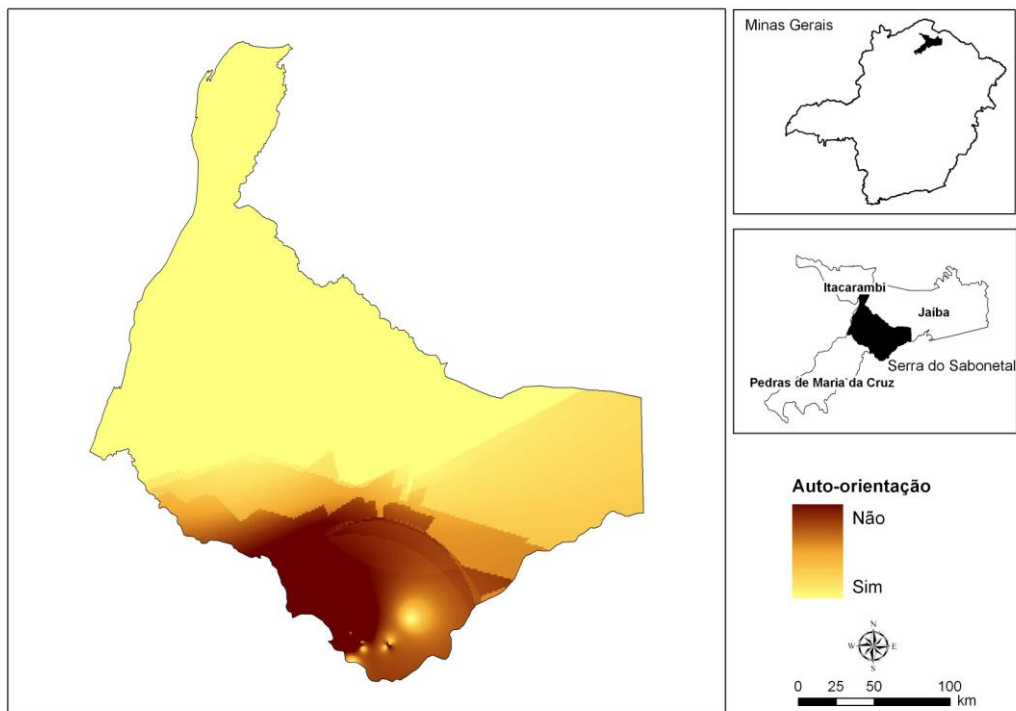 Minas Gerais
Itacarambi
Jaíba
Serra do Sabonetal
Pedras de Maria da Cruz
Auto-orientação
Não
Sim
N
W
E
S
0 25 50 100
km